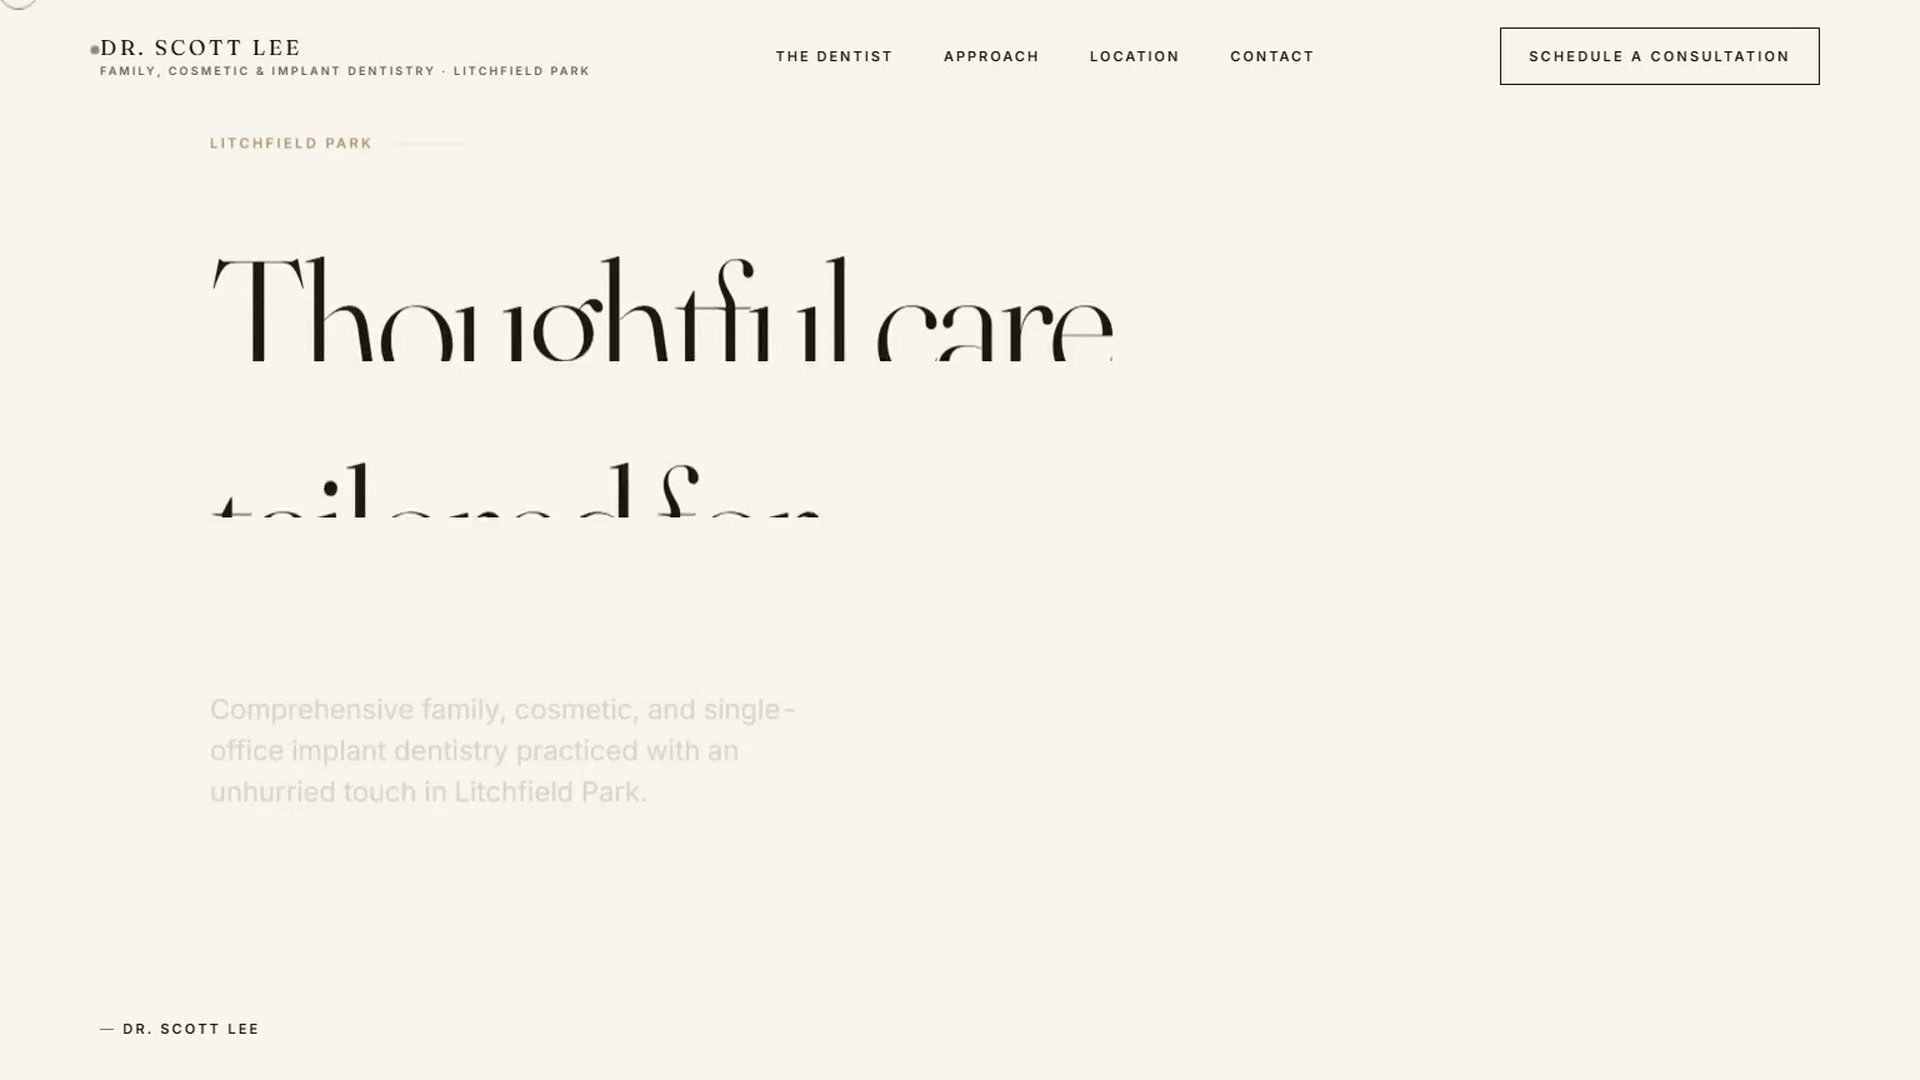 DR. SCOTT LEE
FAMILY, COSMETIC & IMPLANT DENTISTRY · LITCHFIELD PARK
THE DENTIST
APPROACH
LOCATION
CONTACT
SCHEDULE A CONSULTATION
LITCHFIELD PARK
Thoughtful care
tailored for
Comprehensive family, cosmetic, and single-
office implant dentistry practiced with an
unhurried touch in Litchfield Park.
— DR. SCOTT LEE